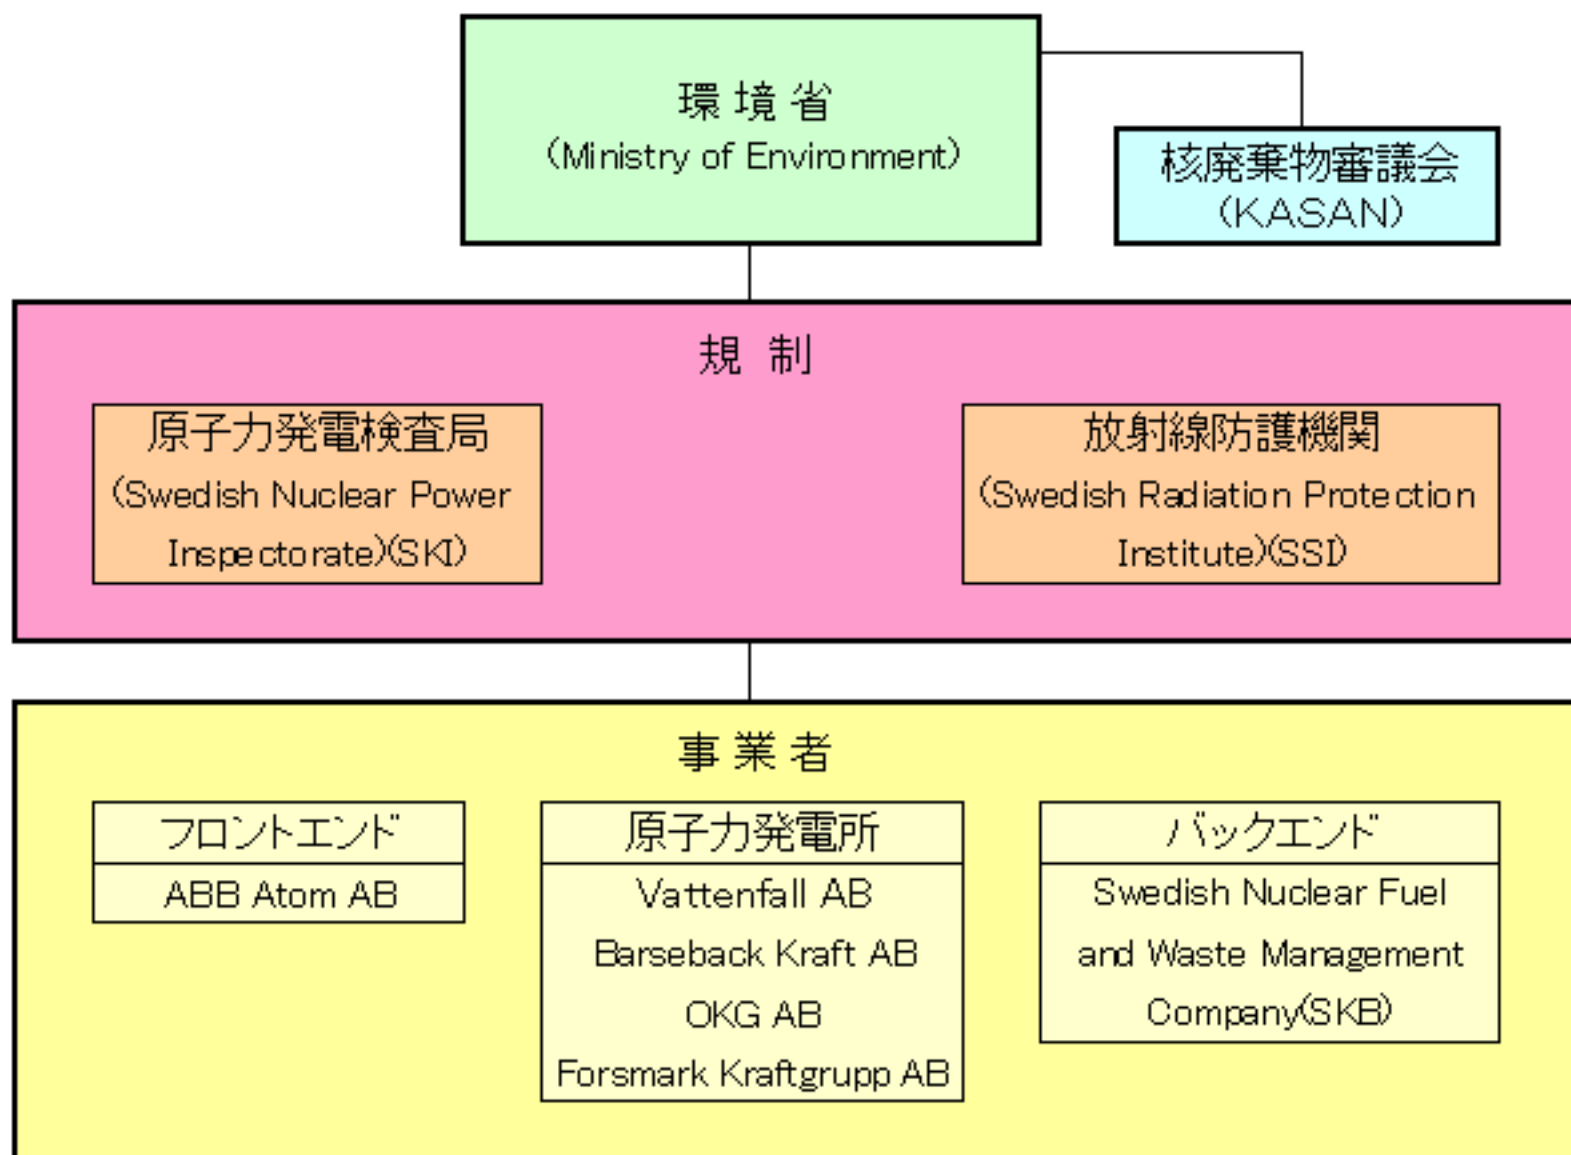 環境省
(Ministry of Environment)
核廃棄物審議会
(KASAN)
規制
原子力発電検査局
(Swedish Nuclear Power
Inspectorate)(SKI)
放射線防護機関
(Swedish Radiation Protection
Institute)(SSI)
事業者
フロントエンド
ABB Atom AB
原子力発電所
Vattenfall AB
Barseback Kraft AB
OKG AB
Forsmark Kraftgrupp AB
バックエンド
Swedish Nuclear Fuel
and Waste Management
Company(SKB)